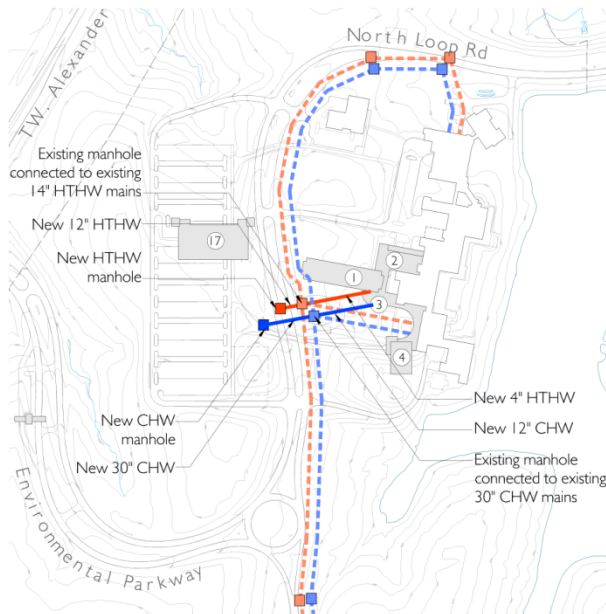 North Loop Rd
TW. Alexander
Existing manhole
connected to existing
14" HTHW mains
New 12" HTHW
New HTHW
manhole
17
1
2
3
4
New CHW
manhole
New 30" CHW
New 4" HTHW
New 12" CHW
Existing manhole
connected to existing
30" CHW mains
Environmental Parkway